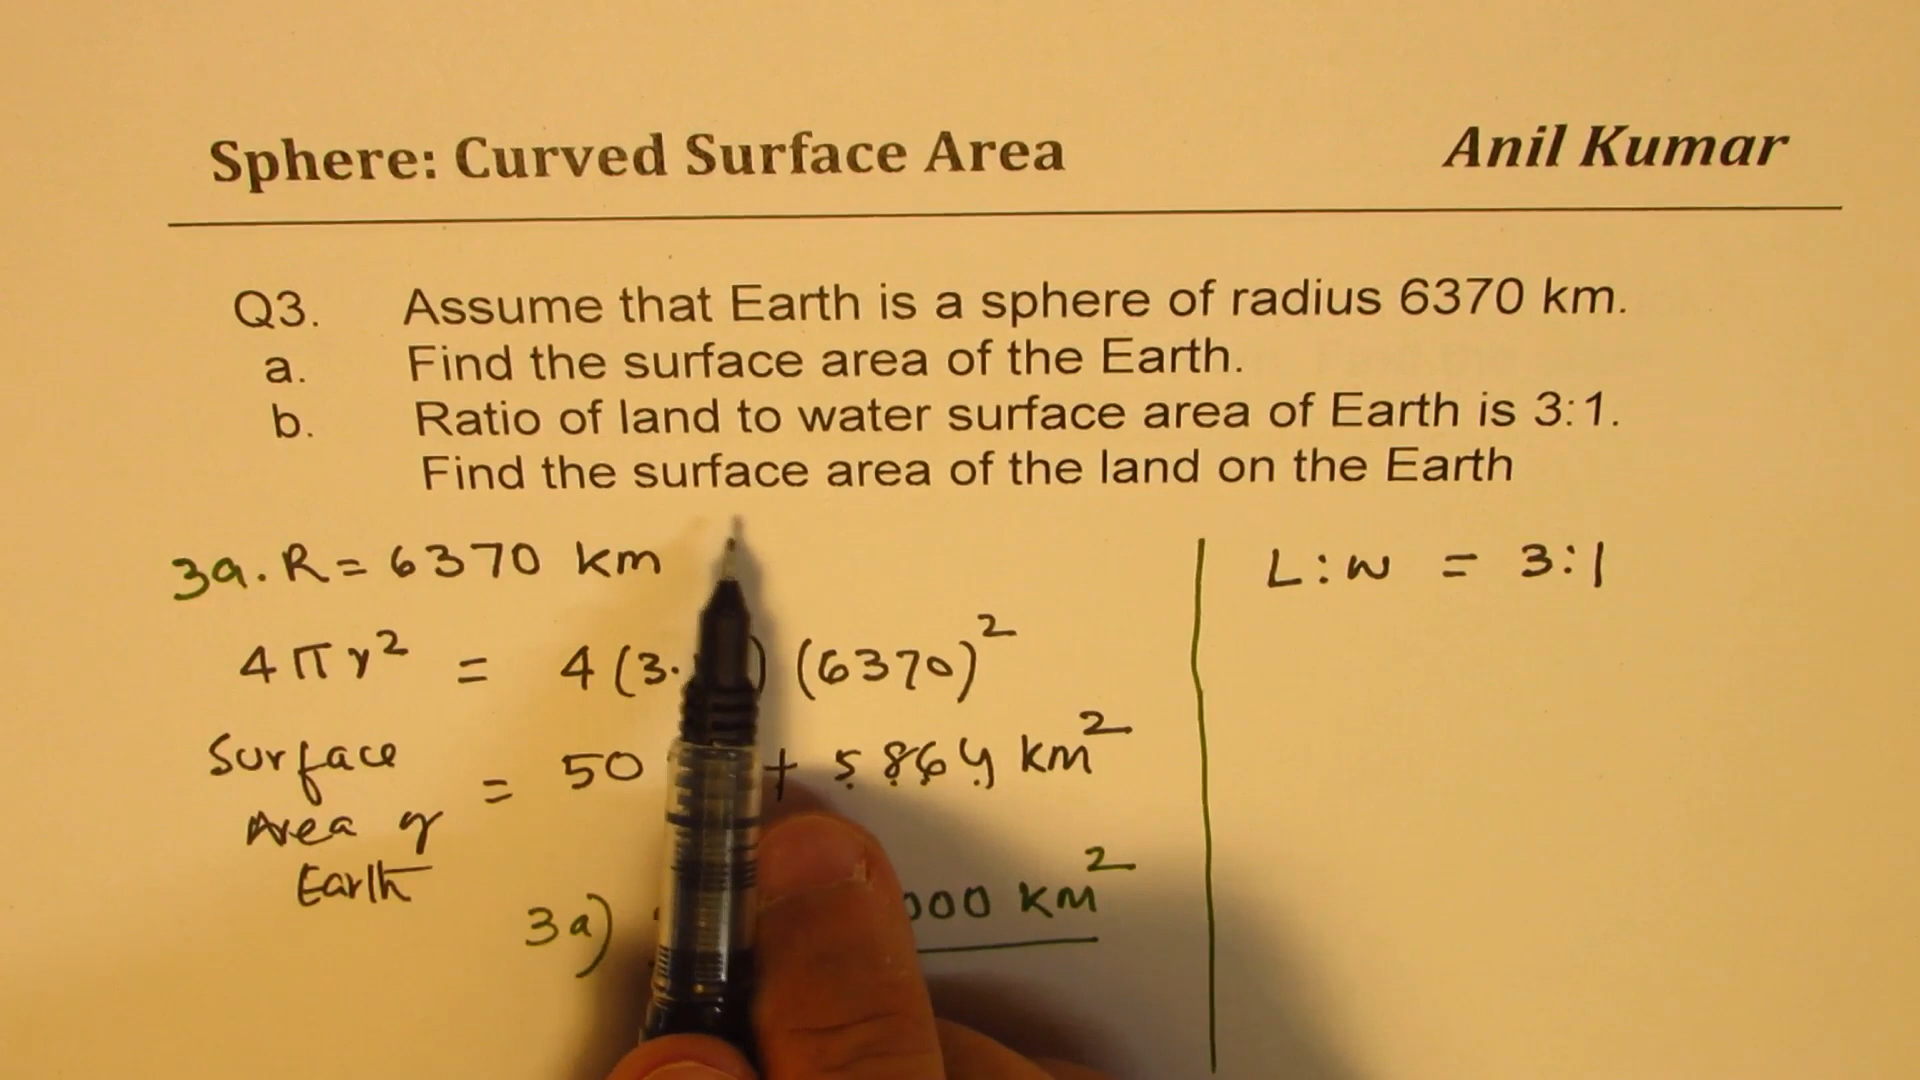 Sphere: Curved Surface Area
Anil Kumar
Q3. Assume that Earth is a sphere of radius 6370 km.
a. Find the surface area of the Earth.
b. Ratio of land to water surface area of Earth is 3:1.
Find the surface area of the land on the Earth
3a. R = 6370 km
4πr² = 4(3. ) (6370)²
Surface Area of Earth = 50 5864 km²
3a) 000 km²
L:W = 3:1